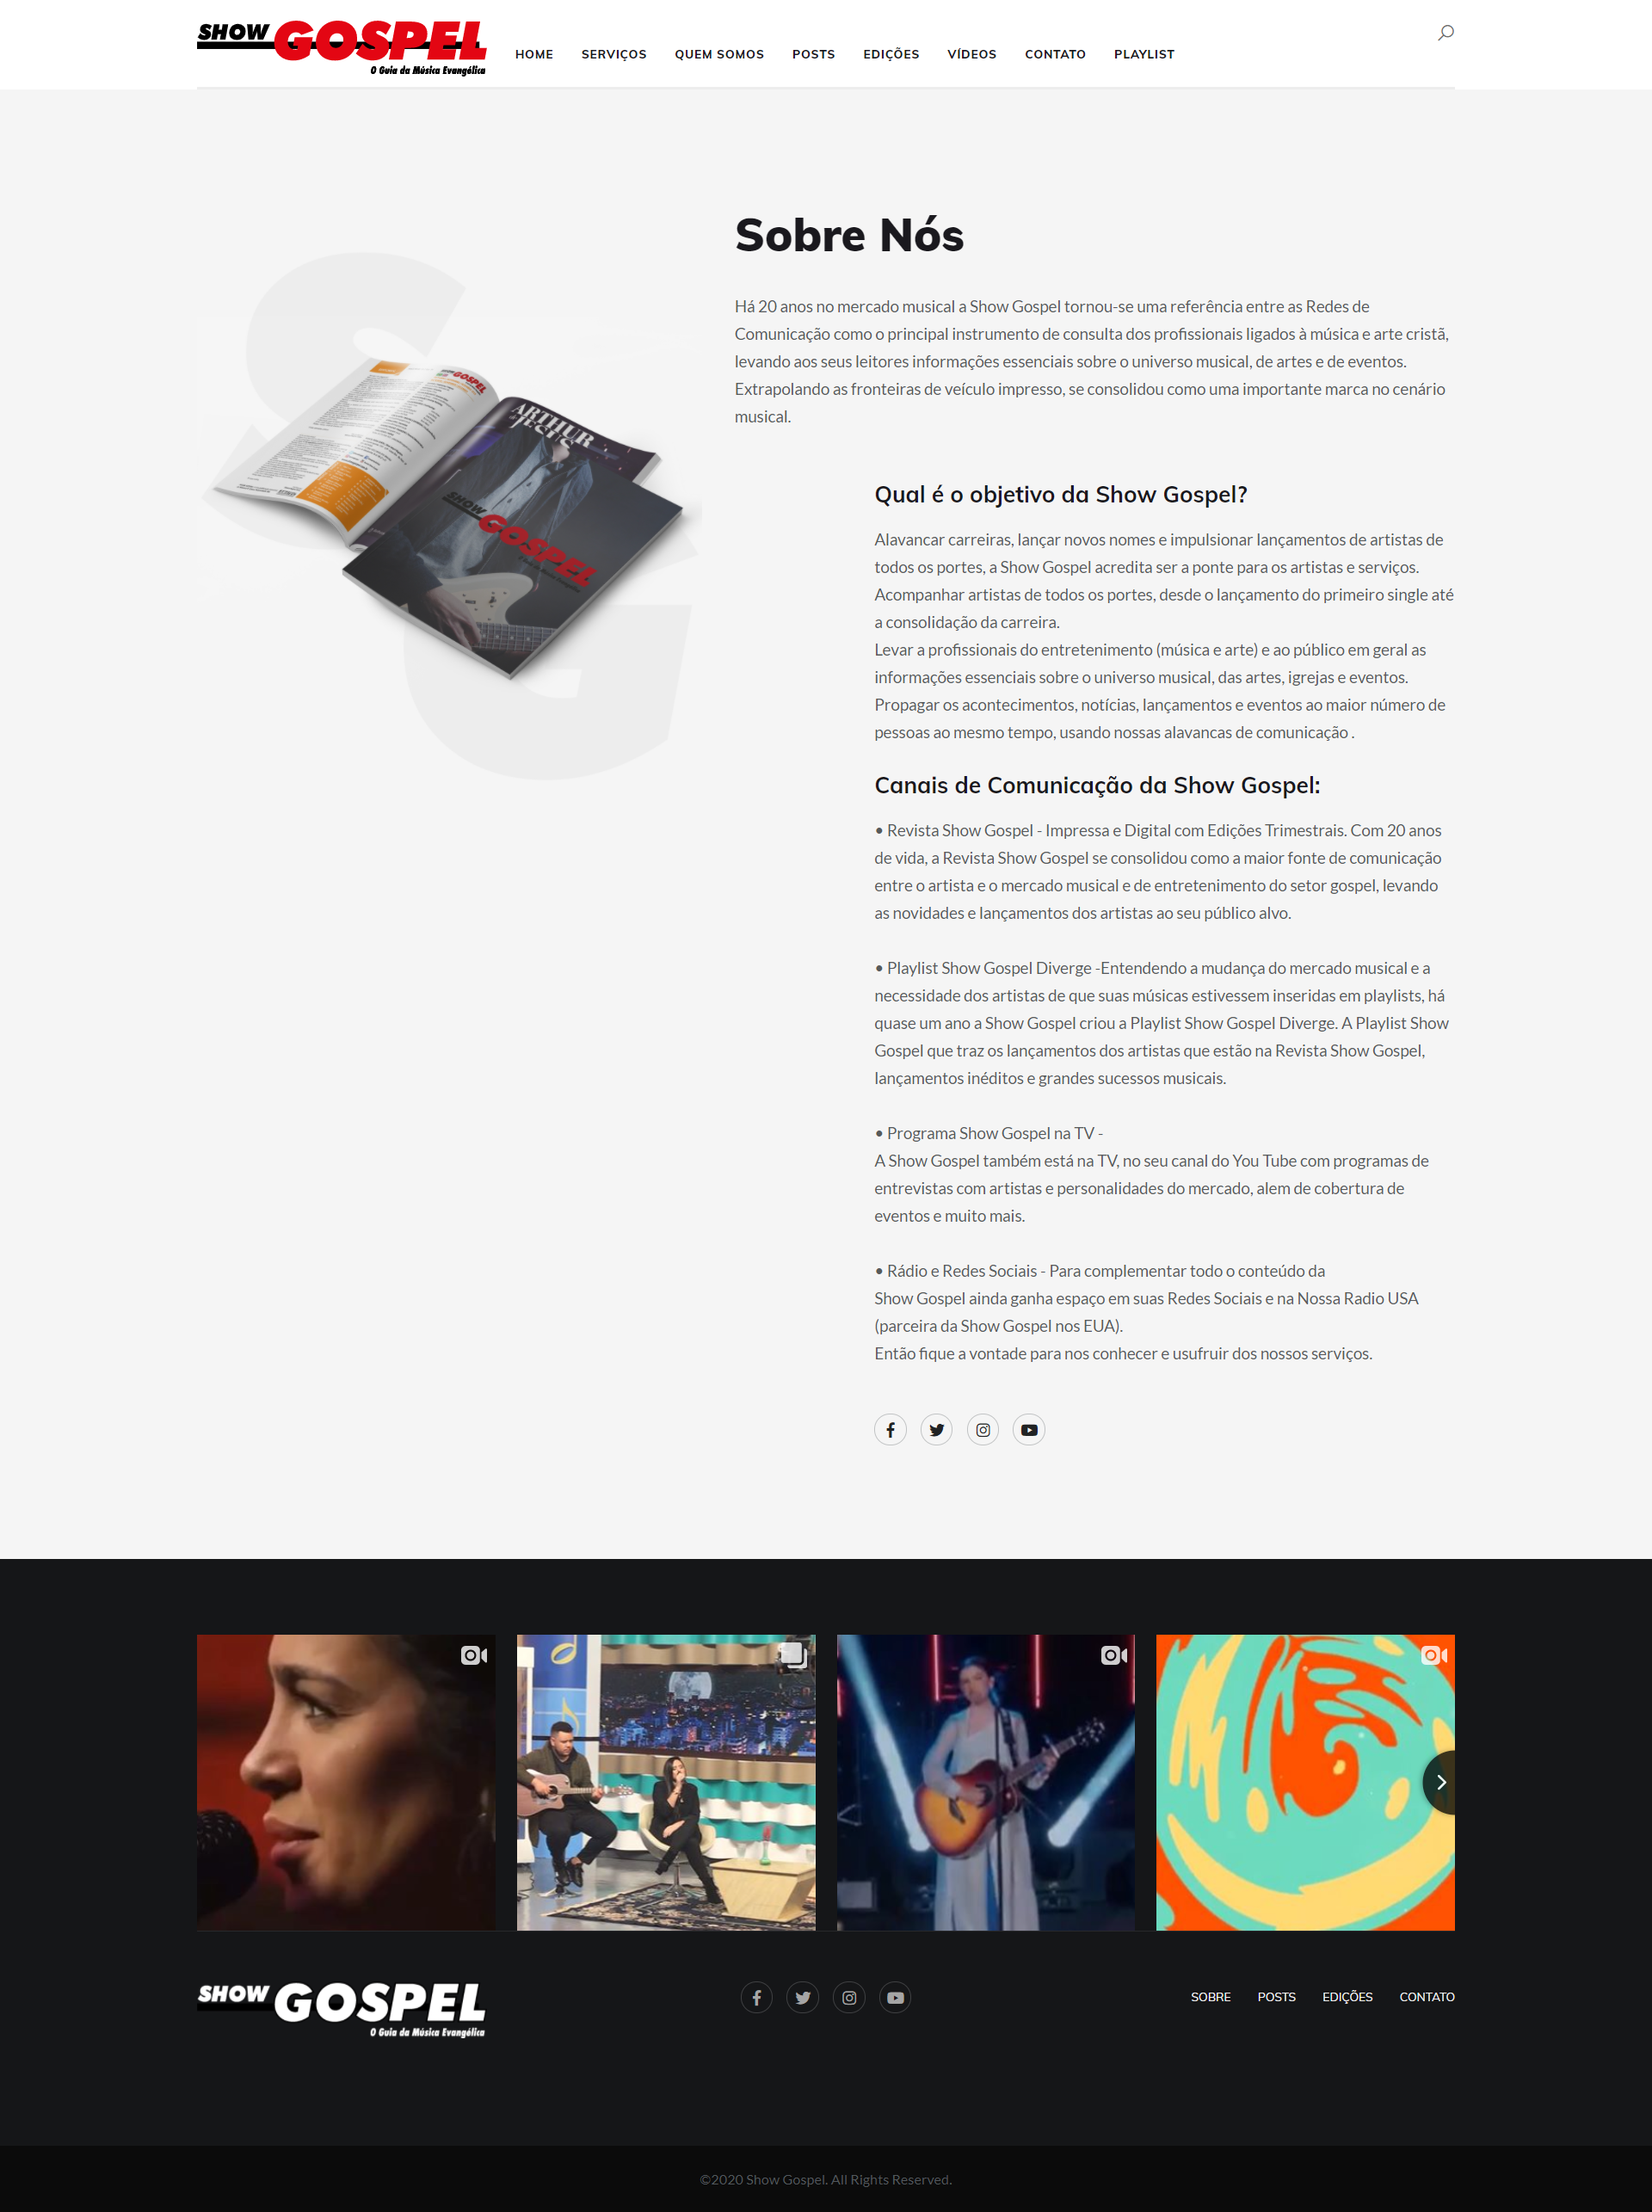 SHOW GOSPEL
O Guia da Música Evangélica
HOME SERVIÇOS QUEM SOMOS POSTS EDIÇÕES VÍDEOS CONTATO PLAYLIST
Sobre Nós
Há 20 anos no mercado musical a Show Gospel tornou-se uma referência entre as Redes de
Comunicação como o principal instrumento de consulta dos profissionais ligados à música e arte cristã,
levando aos seus leitores informações essenciais sobre o universo musical, de artes e de eventos.
Extrapolando as fronteiras de veículo impresso, se consolidou como uma importante marca no cenário
musical.
SG
SHOW GOSPEL
ARTHUR
JESUS
SHOW GOSPEL
Qual é o objetivo da Show Gospel?
Alavancar carreiras, lançar novos nomes e impulsionar lançamentos de artistas de
todos os portes, a Show Gospel acredita ser a ponte para os artistas e serviços.
Acompanhar artistas de todos os portes, desde o lançamento do primeiro single até
a consolidação da carreira.
Levar a profissionais do entretenimento (música e arte) e ao público em geral as
informações essenciais sobre o universo musical, das artes, igrejas e eventos.
Propagar os acontecimentos, notícias, lançamentos e eventos ao maior número de
pessoas ao mesmo tempo, usando nossas alavancas de comunicação .
Canais de Comunicação da Show Gospel:
• Revista Show Gospel - Impressa e Digital com Edições Trimestrais. Com 20 anos
de vida, a Revista Show Gospel se consolidou como a maior fonte de comunicação
entre o artista e o mercado musical e de entretenimento do setor gospel, levando
as novidades e lançamentos dos artistas ao seu público alvo.
• Playlist Show Gospel Diverge -Entendendo a mudança do mercado musical e a
necessidade dos artistas de que suas músicas estivessem inseridas em playlists, há
quase um ano a Show Gospel criou a Playlist Show Gospel Diverge. A Playlist Show
Gospel que traz os lançamentos dos artistas que estão na Revista Show Gospel,
lançamentos inéditos e grandes sucessos musicais.
• Programa Show Gospel na TV -
A Show Gospel também está na TV, no seu canal do You Tube com programas de
entrevistas com artistas e personalidades do mercado, alem de cobertura de
eventos e muito mais.
• Rádio e Redes Sociais - Para complementar todo o conteúdo da
Show Gospel ainda ganha espaço em suas Redes Sociais e na Nossa Radio USA
(parceira da Show Gospel nos EUA).
Então fique a vontade para nos conhecer e usufruir dos nossos serviços.
SHOW GOSPEL
O Guia da Música Evangélica
SOBRE POSTS EDIÇÕES CONTATO
©2020 Show Gospel. All Rights Reserved.